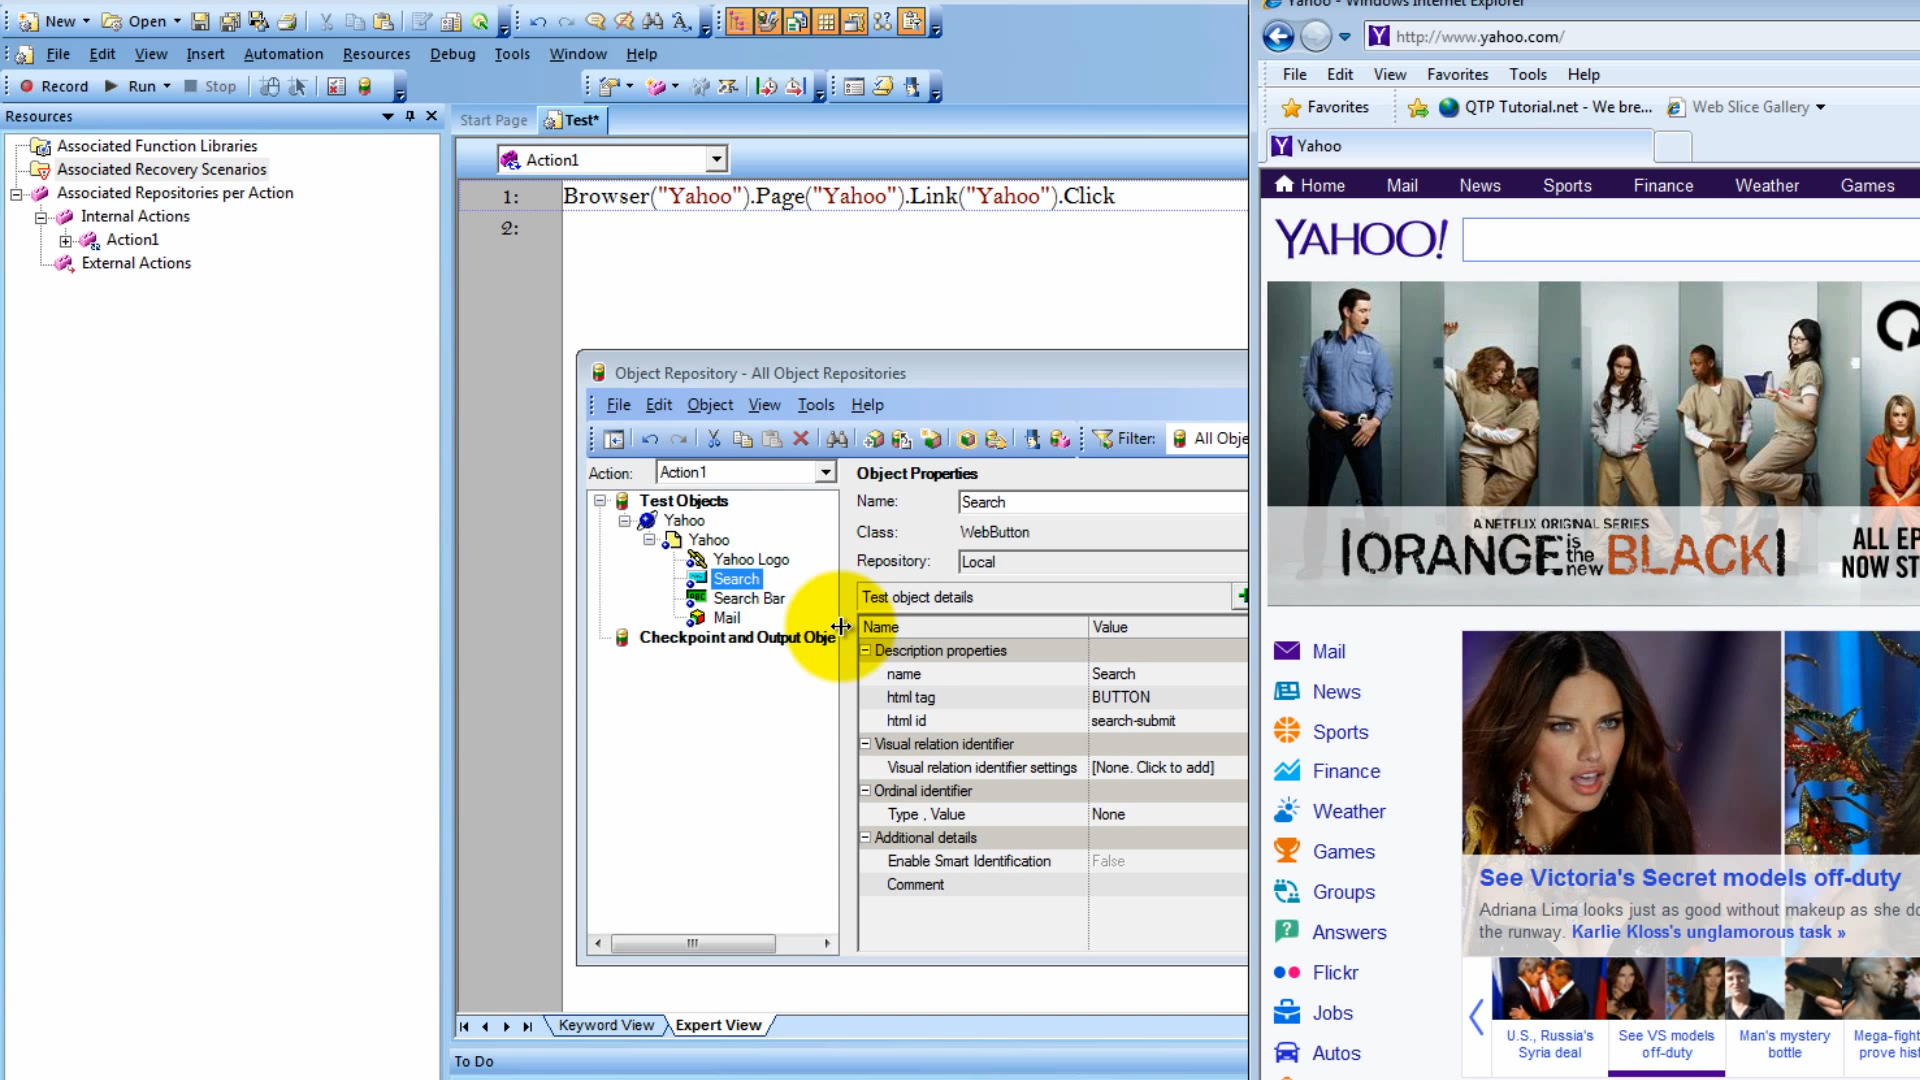 New
Open
File Edit View Insert Automation Resources Debug Tools Window Help
Record Run Stop
Resources
Associated Function Libraries
Associated Recovery Scenarios
Associated Repositories per Action
Internal Actions
Action1
External Actions
Start Page
Test*
Action1
1: Browser("Yahoo").Page("Yahoo").Link("Yahoo").Click
2:
Object Repository - All Object Repositories
File Edit Object View Tools Help
Filter: All Obje
Action: Action1
Test Objects
Yahoo
Yahoo
Yahoo Logo
Search
Search Bar
Mail
Checkpoint and Output Obje
Object Properties
Name: Search
Class: WebButton
Repository: Local
Test object details
Name Value
Description properties
name Search
html tag BUTTON
html id search-submit
Visual relation identifier
Visual relation identifier settings [None. Click to add]
Ordinal identifier
Type , Value None
Additional details
Enable Smart Identification False
Comment
Keyword View Expert View
To Do
Yahoo - Windows Internet Explorer
http://www.yahoo.com/
File Edit View Favorites Tools Help
Favorites
QTP Tutorial.net - We bre...
Web Slice Gallery
Yahoo
Home Mail News Sports Finance Weather Games
YAHOO!
A NETFLIX ORIGINAL SERIES
ORANGE is the new BLACK
ALL EP
NOW ST
Mail
News
Sports
Finance
Weather
Games
Groups
Answers
Flickr
Jobs
Autos
See Victoria's Secret models off-duty
Adriana Lima looks just as good without makeup as she do
the runway. Karlie Kloss's unglamorous task »
U.S., Russia's
Syria deal
See VS models
off-duty
Man's mystery
bottle
Mega-fight
prove hist